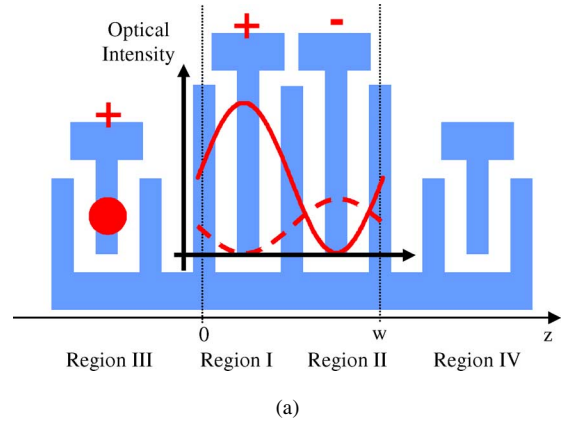 Optical
Intensity
+ -
+
0 w z
Region III Region I Region II Region IV
(a)